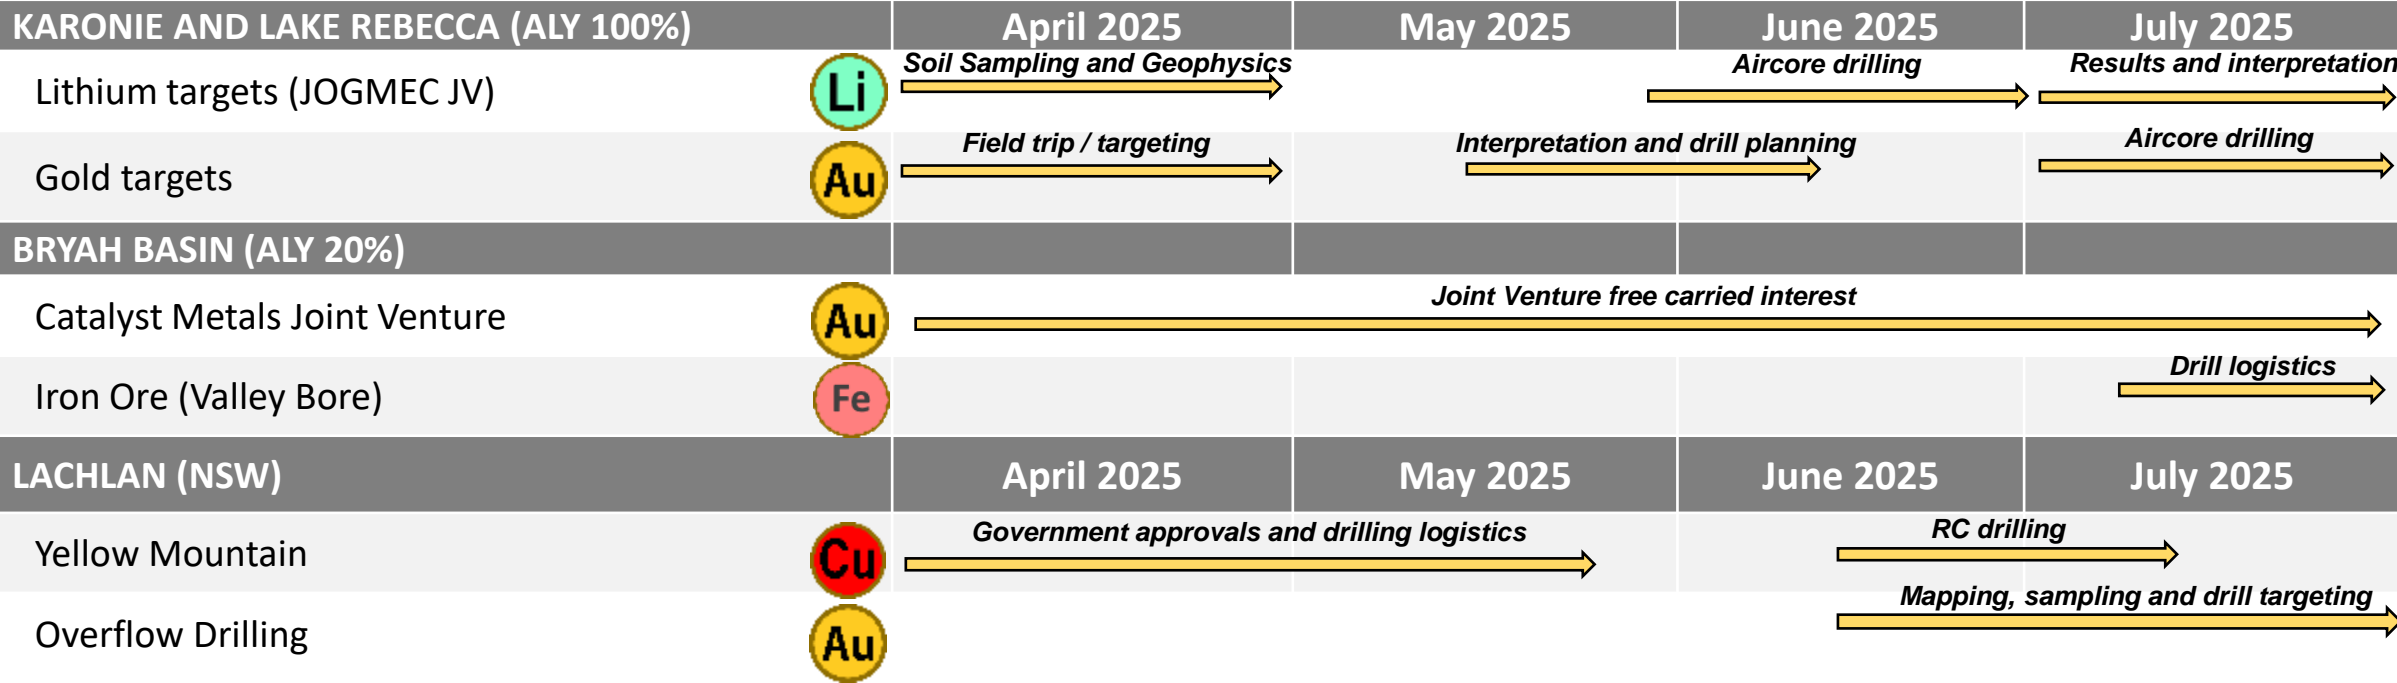 KARONIE AND LAKE REBECCA (ALY 100%) April 2025 May 2025 June 2025 July 2025
Soil Sampling and Geophysics Aircore drilling Results and interpretation
Lithium targets (JOGMEC JV) Li
Field trip / targeting Interpretation and drill planning Aircore drilling
Gold targets Au
BRYAH BASIN (ALY 20%)
Joint Venture free carried interest
Catalyst Metals Joint Venture Au
Drill logistics
Iron Ore (Valley Bore) Fe
LACHLAN (NSW) April 2025 May 2025 June 2025 July 2025
Government approvals and drilling logistics RC drilling
Yellow Mountain Cu
Mapping, sampling and drill targeting
Overflow Drilling Au